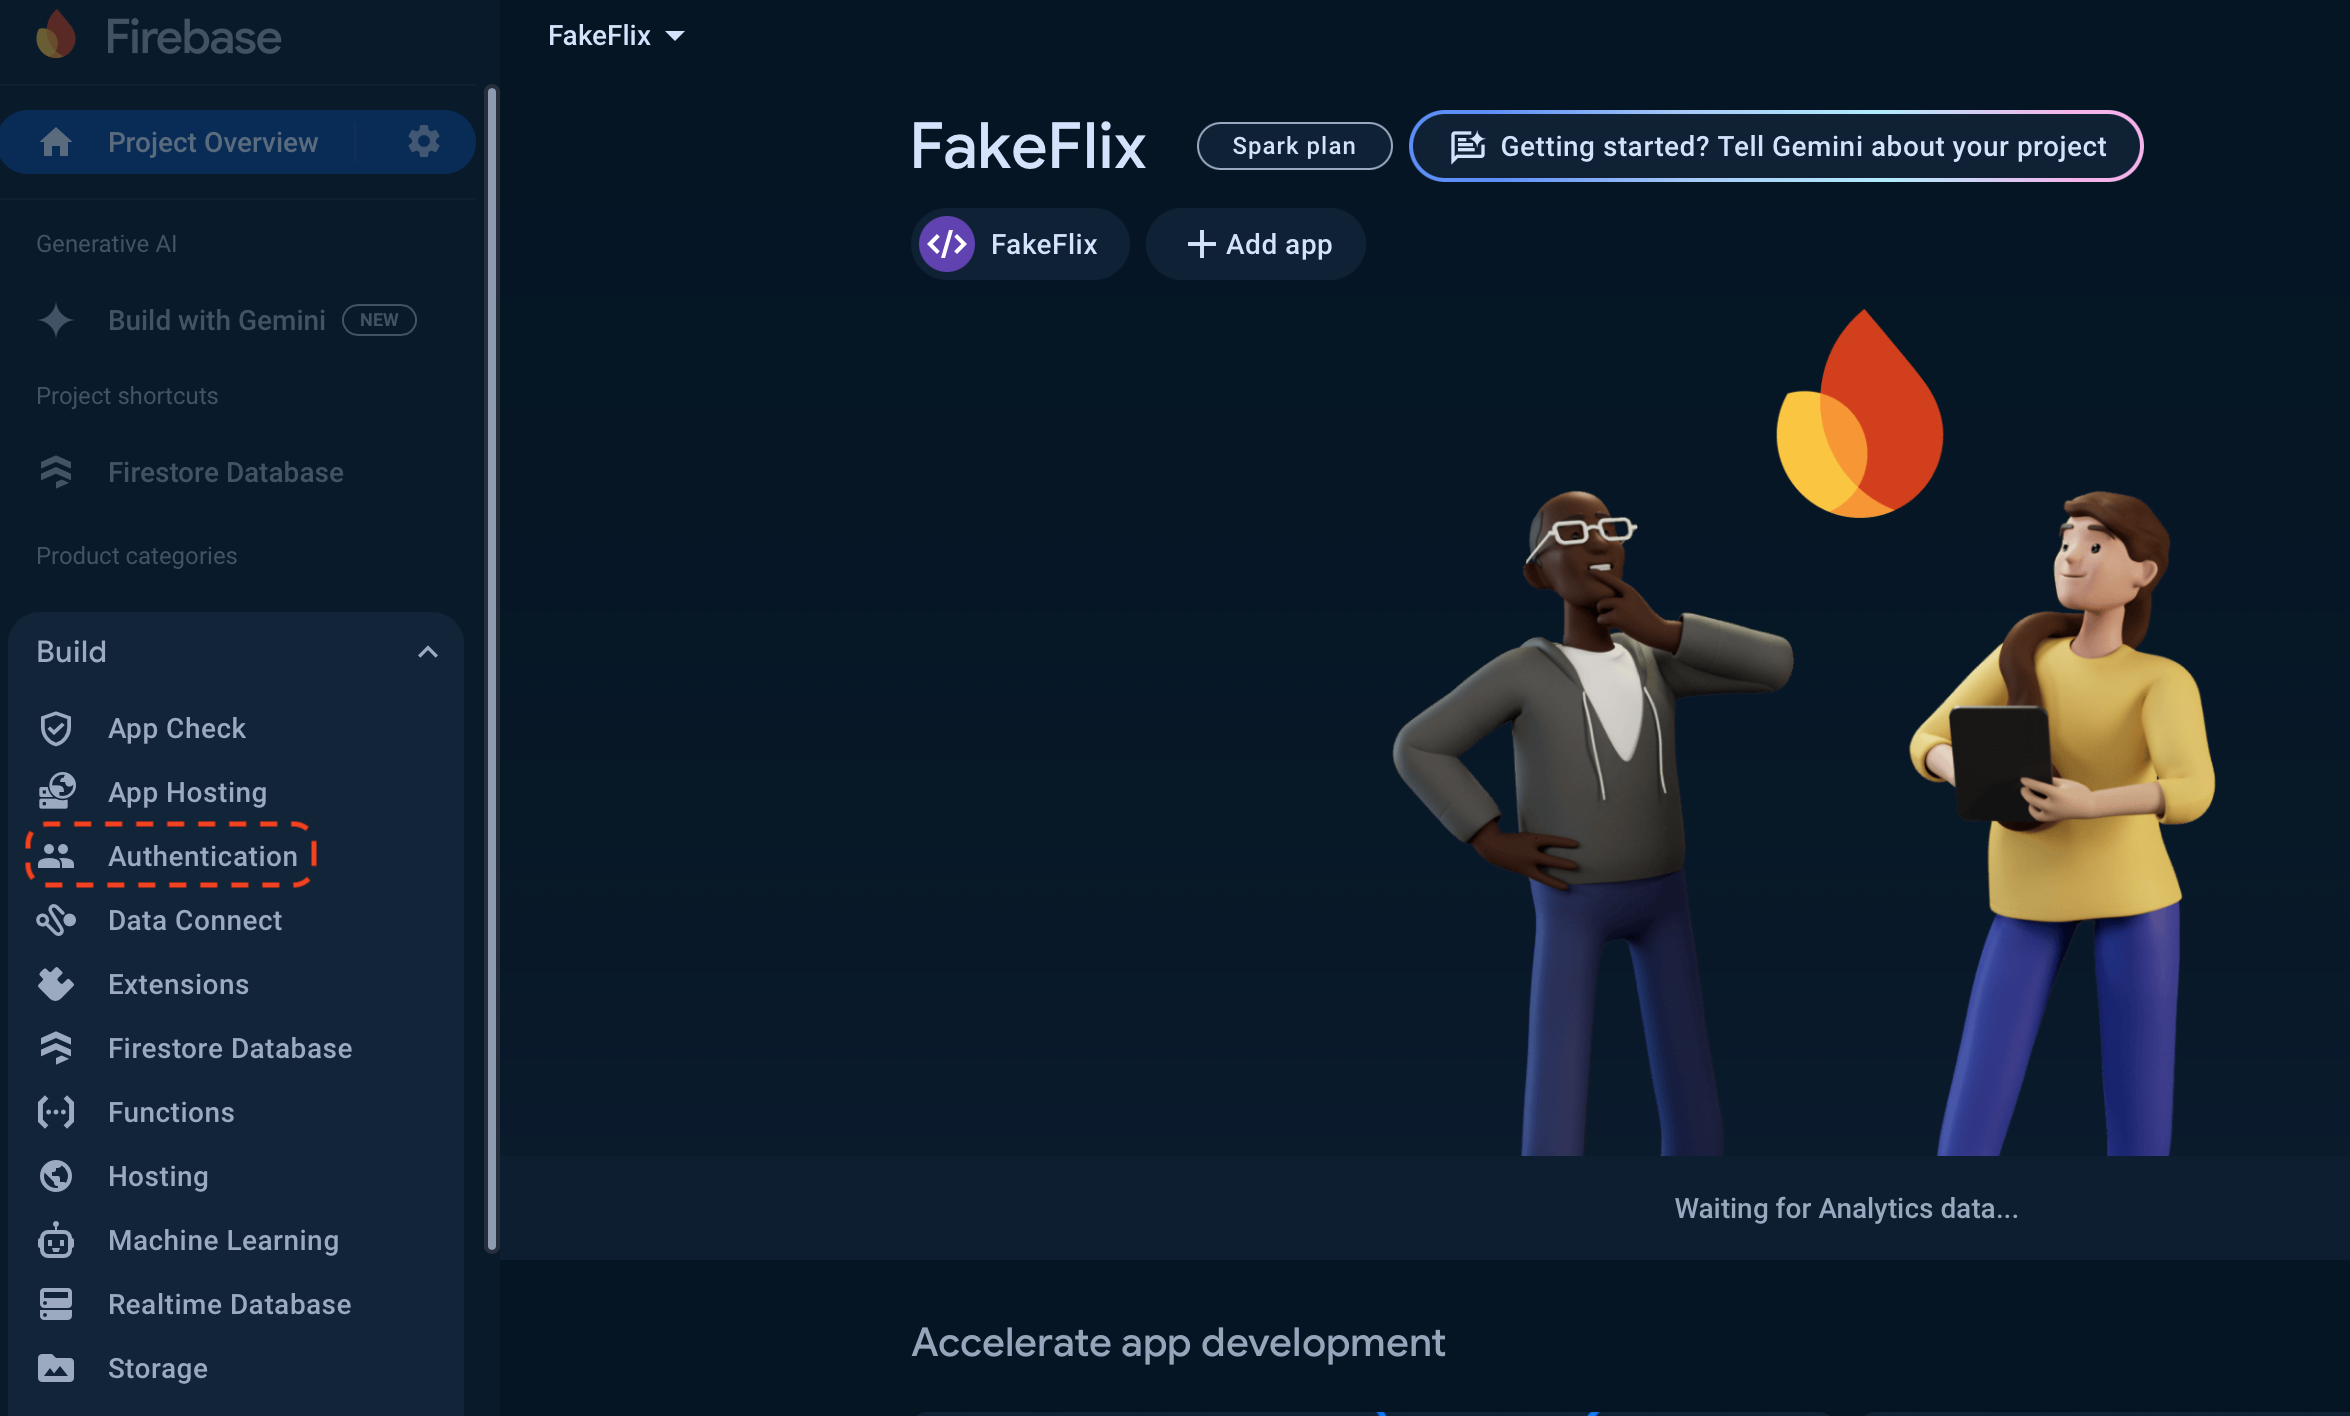 Firebase
Project Overview
Generative AI
Build with Gemini NEW
Project shortcuts
Firestore Database
Product categories
Build
App Check
App Hosting
Authentication
Data Connect
Extensions
Firestore Database
Functions
Hosting
Machine Learning
Realtime Database
Storage
FakeFlix
FakeFlix
Spark plan
Getting started? Tell Gemini about your project
</> FakeFlix
+ Add app
Waiting for Analytics data...
Accelerate app development